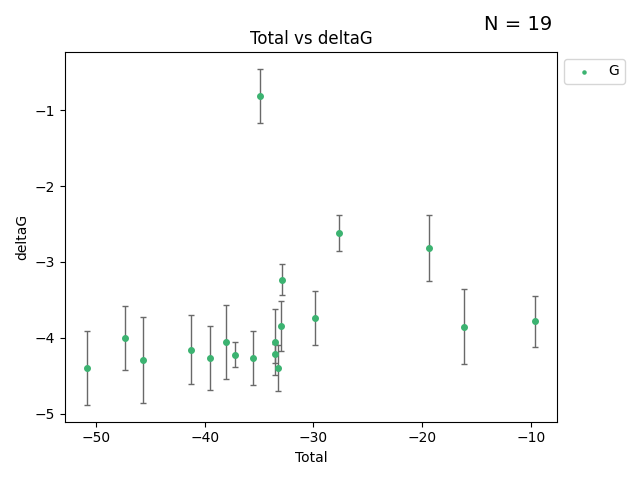 N = 19
Total vs deltaG
G
deltaG
−1
−2
−3
−4
−5
−50 −40 −30 −20 −10
Total